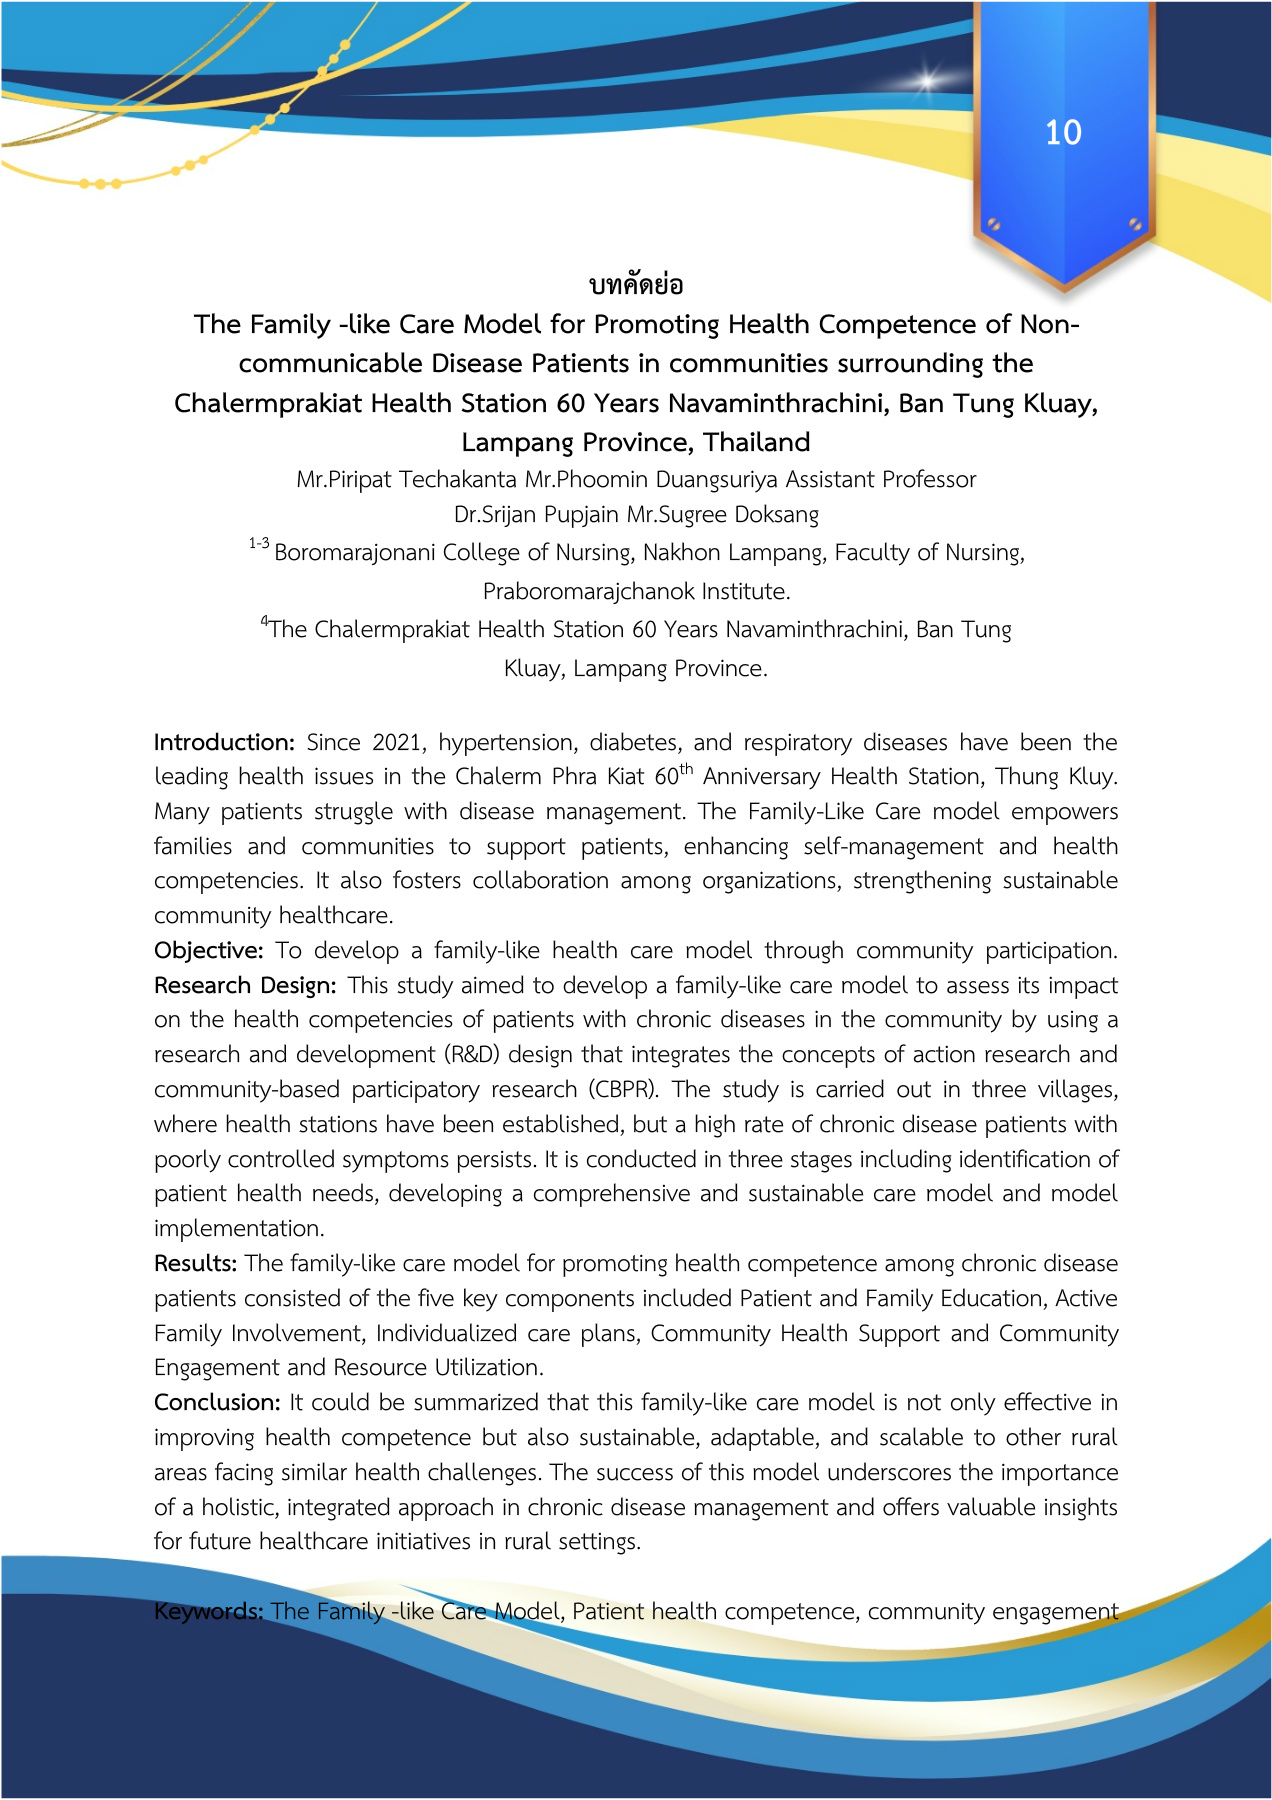 10
บทคัดย่อ
The Family -like Care Model for Promoting Health Competence of Non-
communicable Disease Patients in communities surrounding the
Chalermprakiat Health Station 60 Years Navaminthrachini, Ban Tung Kluay,
Lampang Province, Thailand
Mr.Piripat Techakanta Mr.Phoomin Duangsuriya Assistant Professor
Dr.Srijan Pupjain Mr.Sugree Doksang
1-3 Boromarajonani College of Nursing, Nakhon Lampang, Faculty of Nursing,
Praboromarajchanok Institute.
4The Chalermprakiat Health Station 60 Years Navaminthrachini, Ban Tung
Kluay, Lampang Province.
Introduction: Since 2021, hypertension, diabetes, and respiratory diseases have been the
leading health issues in the Chalerm Phra Kiat 60th Anniversary Health Station, Thung Kluy.
Many patients struggle with disease management. The Family-Like Care model empowers
families and communities to support patients, enhancing self-management and health
competencies. It also fosters collaboration among organizations, strengthening sustainable
community healthcare.
Objective: To develop a family-like health care model through community participation.
Research Design: This study aimed to develop a family-like care model to assess its impact
on the health competencies of patients with chronic diseases in the community by using a
research and development (R&D) design that integrates the concepts of action research and
community-based participatory research (CBPR). The study is carried out in three villages,
where health stations have been established, but a high rate of chronic disease patients with
poorly controlled symptoms persists. It is conducted in three stages including identification of
patient health needs, developing a comprehensive and sustainable care model and model
implementation.
Results: The family-like care model for promoting health competence among chronic disease
patients consisted of the five key components included Patient and Family Education, Active
Family Involvement, Individualized care plans, Community Health Support and Community
Engagement and Resource Utilization.
Conclusion: It could be summarized that this family-like care model is not only effective in
improving health competence but also sustainable, adaptable, and scalable to other rural
areas facing similar health challenges. The success of this model underscores the importance
of a holistic, integrated approach in chronic disease management and offers valuable insights
for future healthcare initiatives in rural settings.
Keywords: The Family -like Care Model, Patient health competence, community engagement